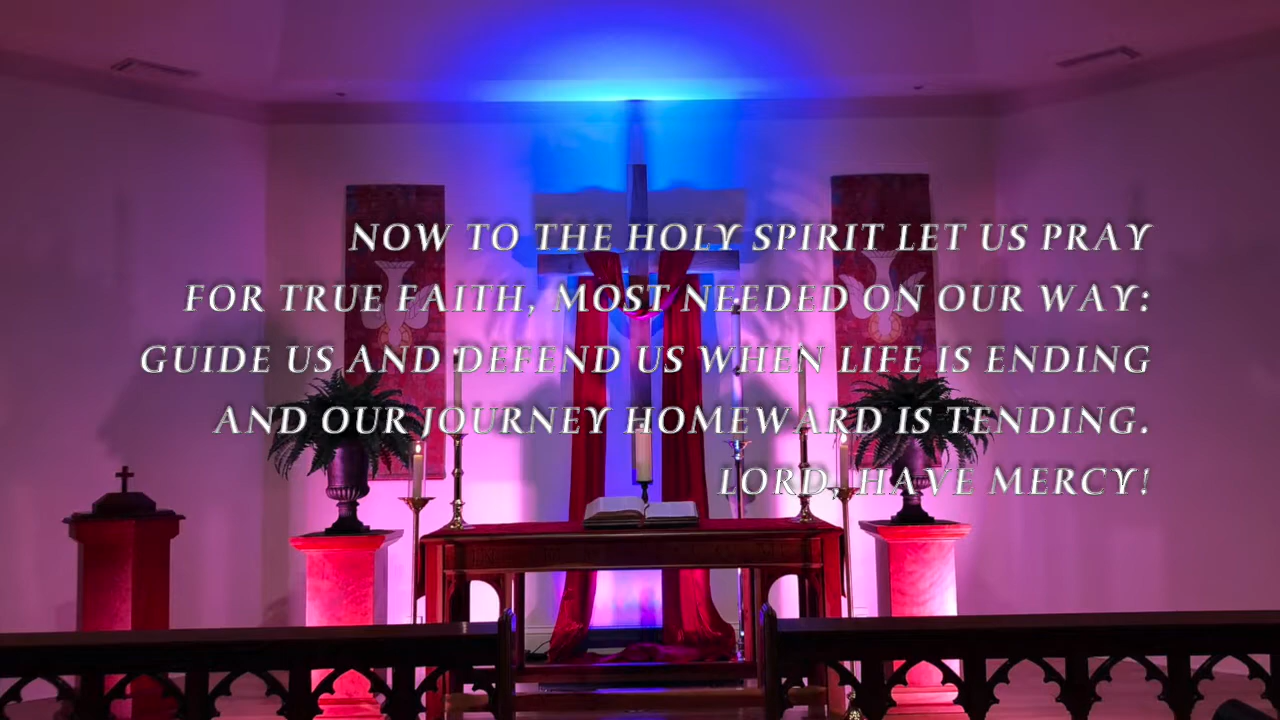 NOW TO THE HOLY SPIRIT LET US PRAY
FOR TRUE FAITH, MOST NEEDED ON OUR WAY:
GUIDE US AND DEFEND US WHEN LIFE IS ENDING
AND OUR JOURNEY HOMEWARD IS TENDING.
LORD, HAVE MERCY!